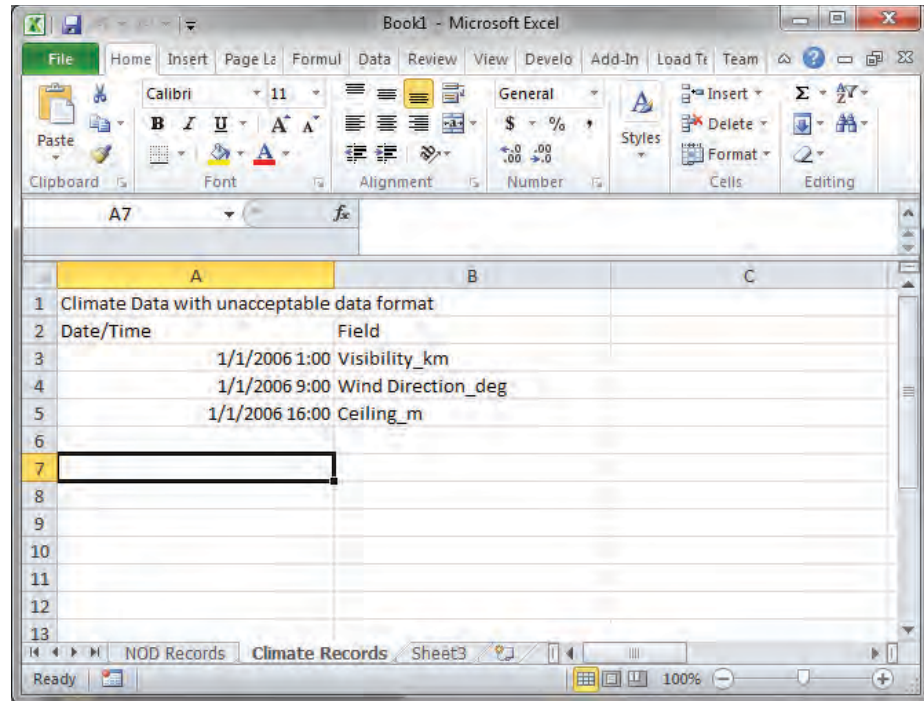 Book1 - Microsoft Excel
File Home Insert Page La Formul Data Review View Develo Add-In Load Te Team
Calibri 11 General Insert
Paste B I U A A $ % , Styles Delete
A .0 .00 .00 .0 Format
Clipboard Font Alignment Number Cells Editing
A7 fx
A B C
1 Climate Data with unacceptable data format
2 Date/Time Field
3 1/1/2006 1:00 Visibility_km
4 1/1/2006 9:00 Wind Direction_deg
5 1/1/2006 16:00 Ceiling_m
6
7
8
9
10
11
12
13
NOD Records Climate Records Sheet3
Ready 100%